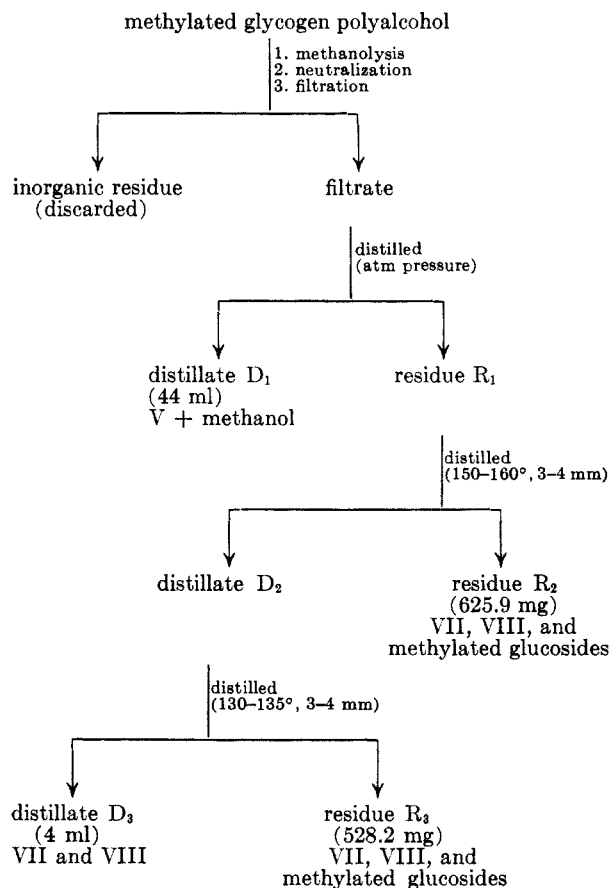 methylated glycogen polyalcohol
1. methanolysis
2. neutralization
3. filtration
inorganic residue
(discarded)
filtrate
distilled
(atm pressure)
distillate D₁
(44 ml)
V + methanol
residue R₁
distilled
(150–160°, 3–4 mm)
distillate D₂
residue R₂
(625.9 mg)
VII, VIII, and
methylated glucosides
distilled
(130–135°, 3–4 mm)
distillate D₃
(4 ml)
VII and VIII
residue R₃
(528.2 mg)
VII, VIII, and
methylated glucosides